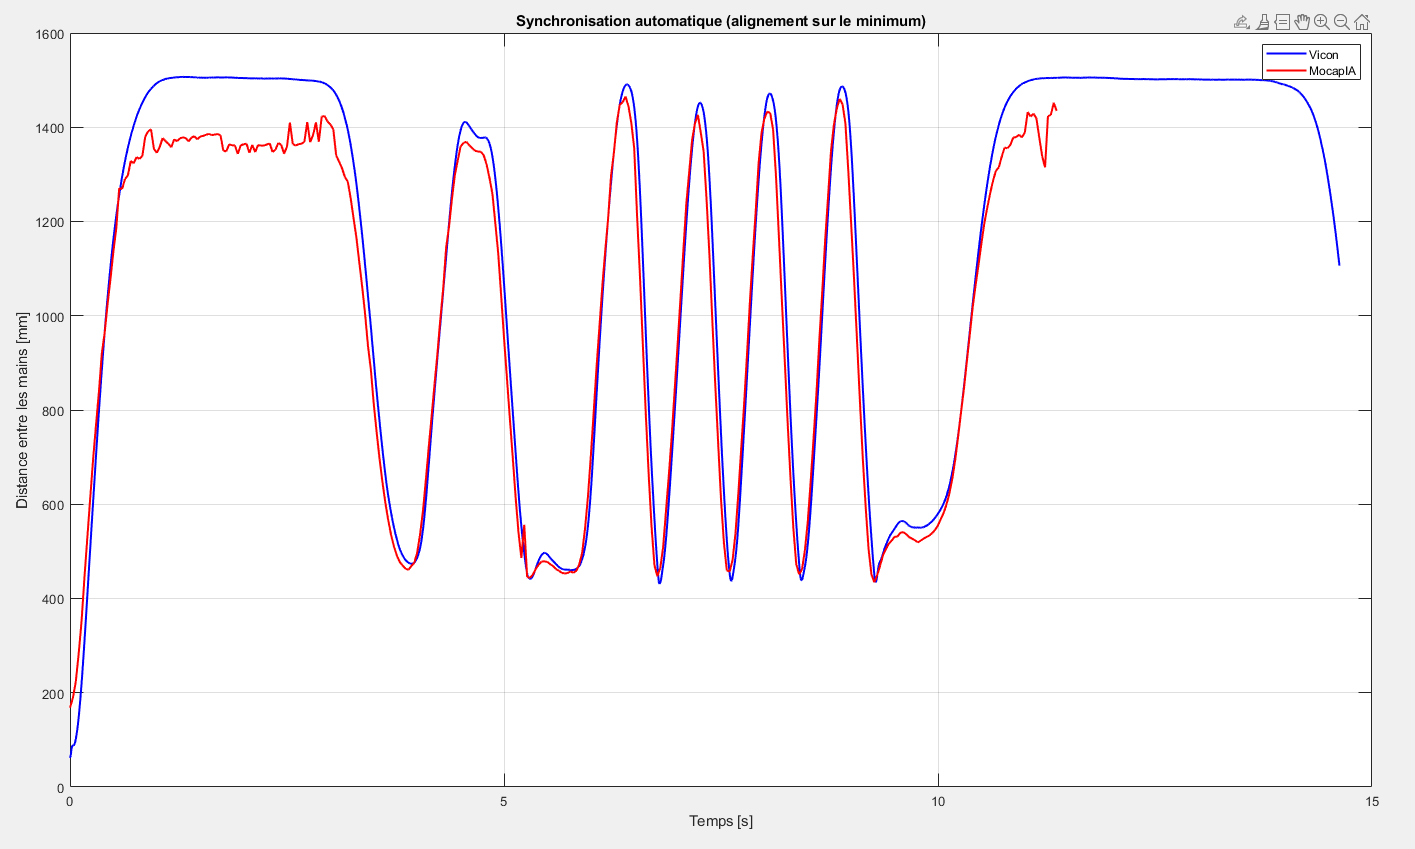 Synchronisation automatique (alignement sur le minimum)
Vicon
MocapIA
1600
1400
1200
1000
800
600
400
200
0
Distance entre les mains [mm]
0 5 10 15
Temps [s]